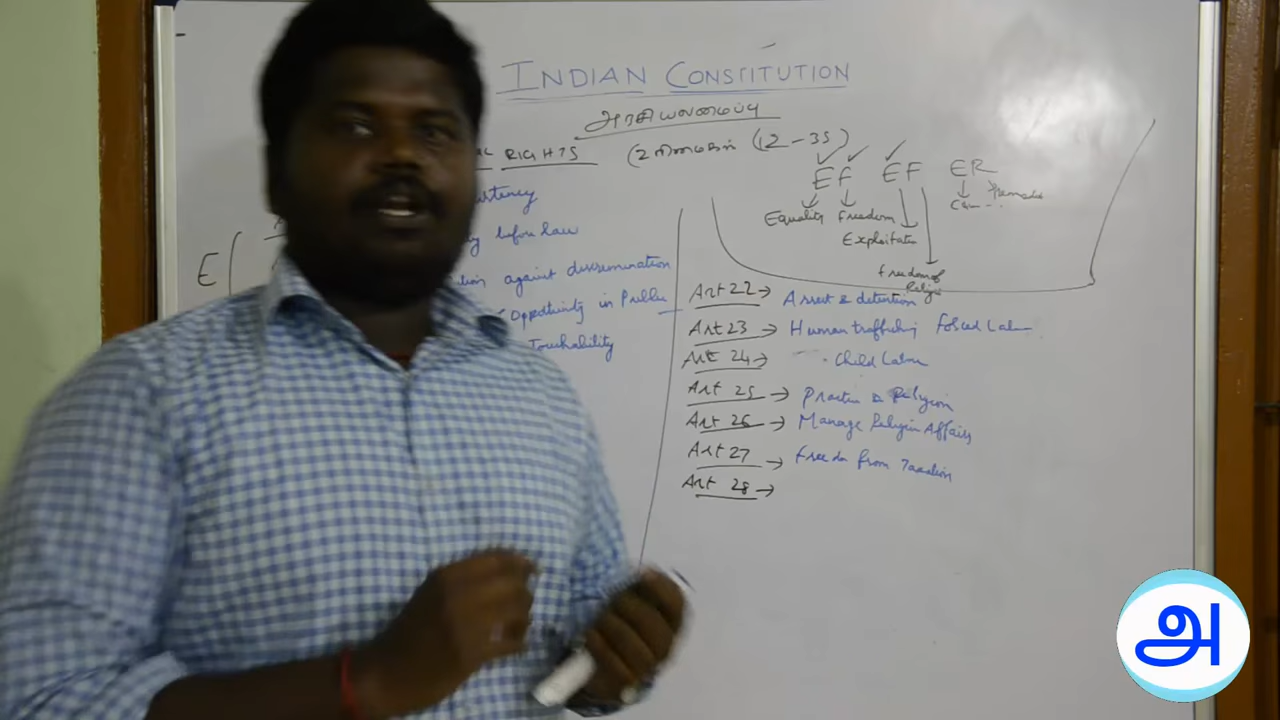 INDIAN CONSTITUTION
அரசியலமைப்பு
RIGHTS (உரிமைகள் (12-35)
EF EF ER
Equality Freedom
Exploitation
Freedom of
before law
against discrimination
Opportunity in Public
Touchability
E
Art 22 → Arrest & detention
Art 23 → Human trafficking Forced Labour
Art 24 → Child Labour
Art 25 → Practice & Religion
Art 26 → Manage Religion Affairs
Art 27 → Freedom from Taxation
Art 28 →
அ